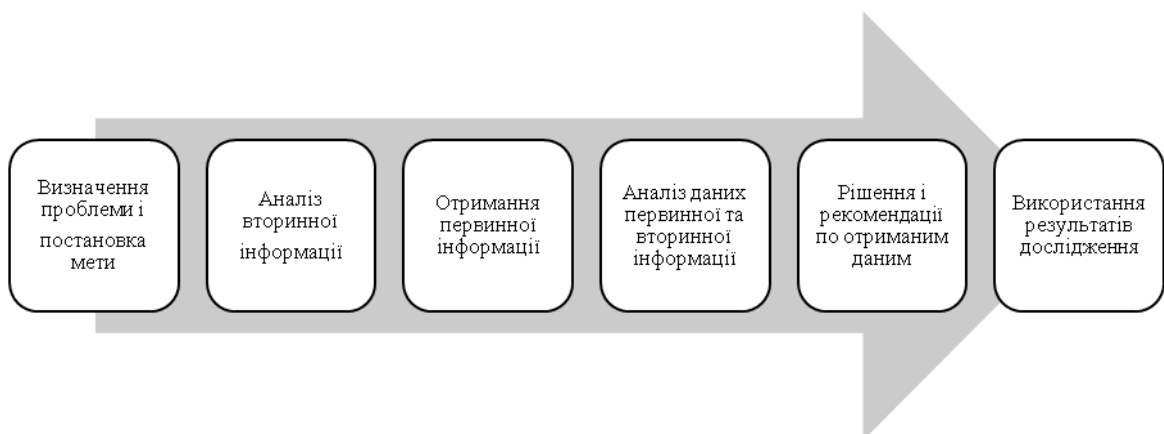 Визначення
проблеми і
постановка
мети
Аналіз
вторинної
інформації
Отримання
первинної
інформації
Аналіз даних
первинної та
вторинної
інформації
Рішення і
рекомендації
по отриманим
даним
Використання
результатів
дослідження